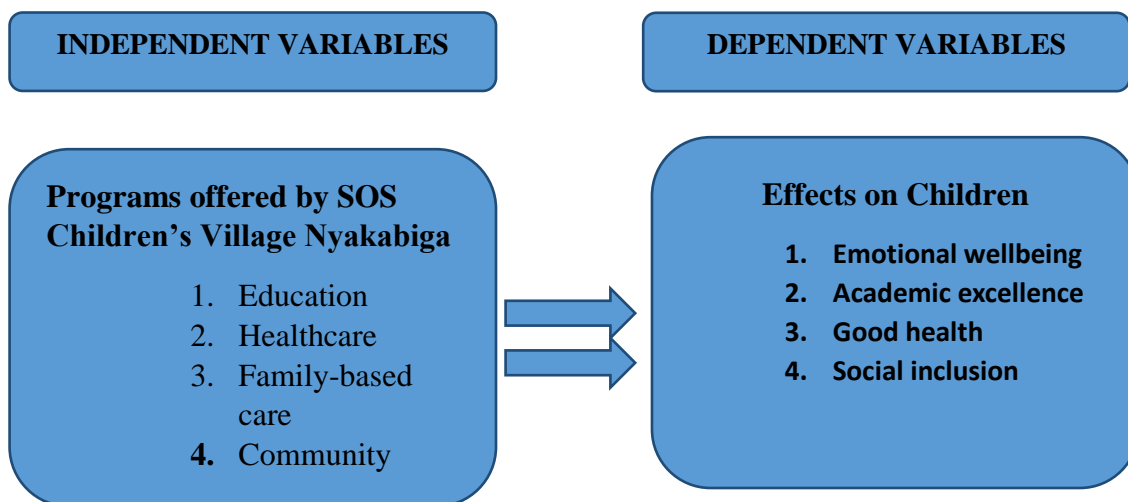 INDEPENDENT VARIABLES
DEPENDENT VARIABLES
Programs offered by SOS
Children’s Village Nyakabiga
1. Education
2. Healthcare
3. Family-based
care
4. Community
Effects on Children
1. Emotional wellbeing
2. Academic excellence
3. Good health
4. Social inclusion